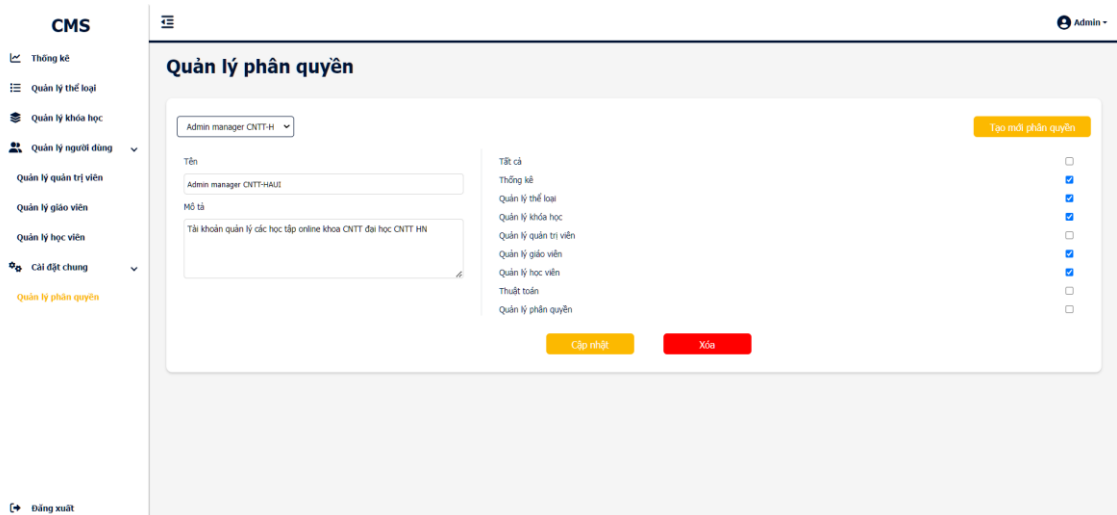 CMS
Thống kê
Quản lý thể loại
Quản lý khóa học
Quản lý người dùng
Quản lý quản trị viên
Quản lý giáo viên
Quản lý học viên
Cài đặt chung
Quản lý phân quyền
Đăng xuất
Admin
Quản lý phân quyền
Admin manager CNTT-H
Tạo mới phân quyền
Tên
Admin manager CNTT-HAUI
Mô tả
Tài khoản quản lý các học tập online khoa CNTT đại học CNTT HN
Tất cả
Thống kê
Quản lý thể loại
Quản lý khóa học
Quản lý quản trị viên
Quản lý giáo viên
Quản lý học viên
Thuật toán
Quản lý phân quyền
Cập nhật
Xóa